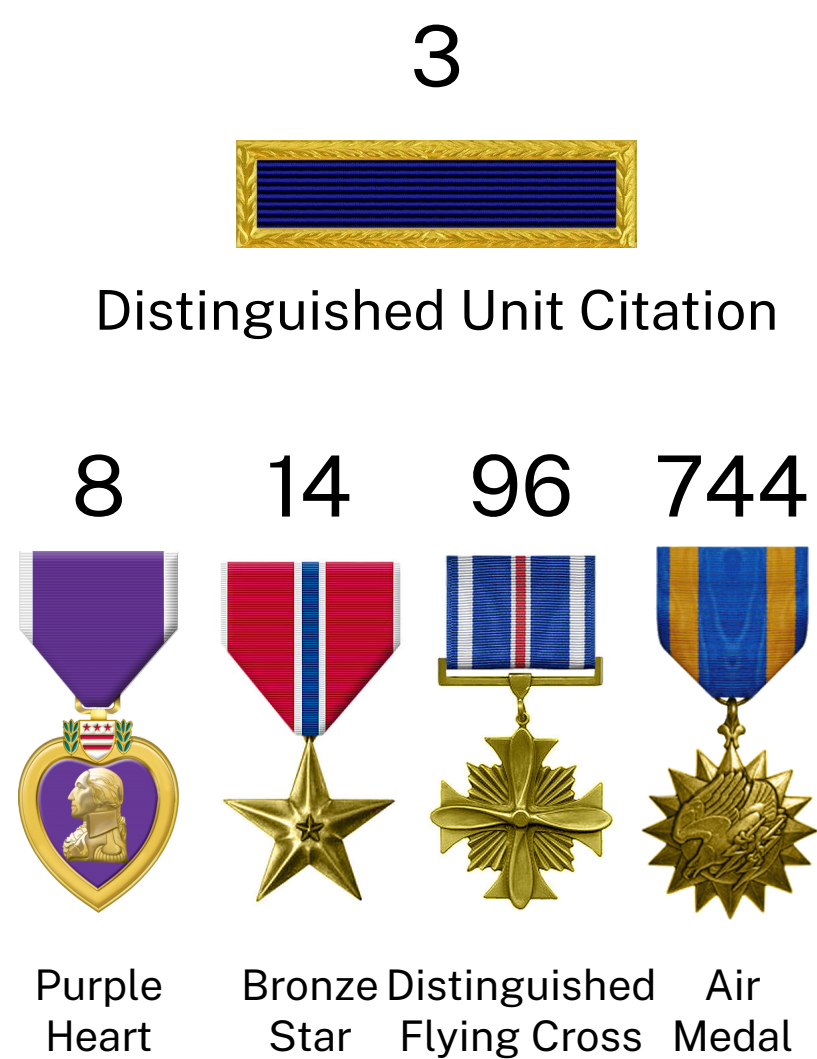 3
Distinguished Unit Citation
8 14 96 744
Purple Bronze Distinguished Air
Heart Star Flying Cross Medal